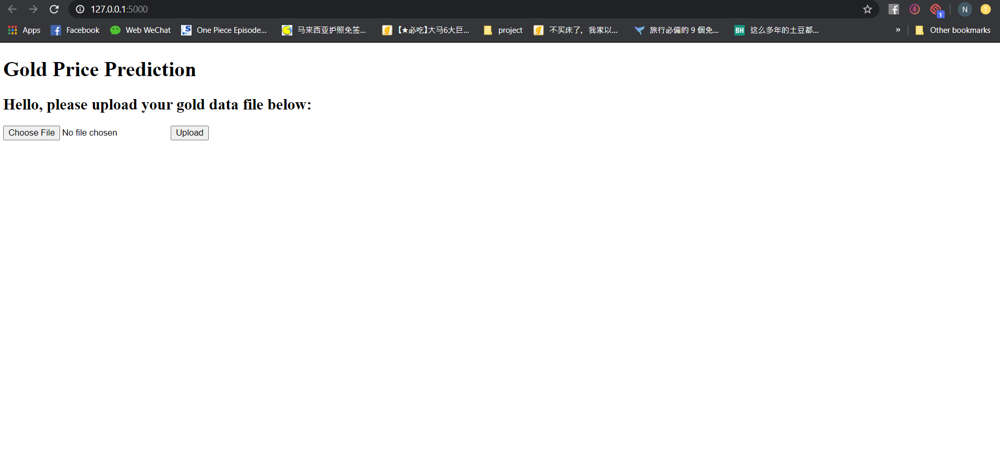 127.0.0.1:5000
1
N
Apps Facebook Web WeChat One Piece Episode... 马来西亚护照免签... 【★必吃】大马6大巨... project 不买床了，我家以... 旅行必備的 9 個免... BH 这么多年的土豆都... » Other bookmarks
Gold Price Prediction
Hello, please upload your gold data file below:
Choose File No file chosen Upload